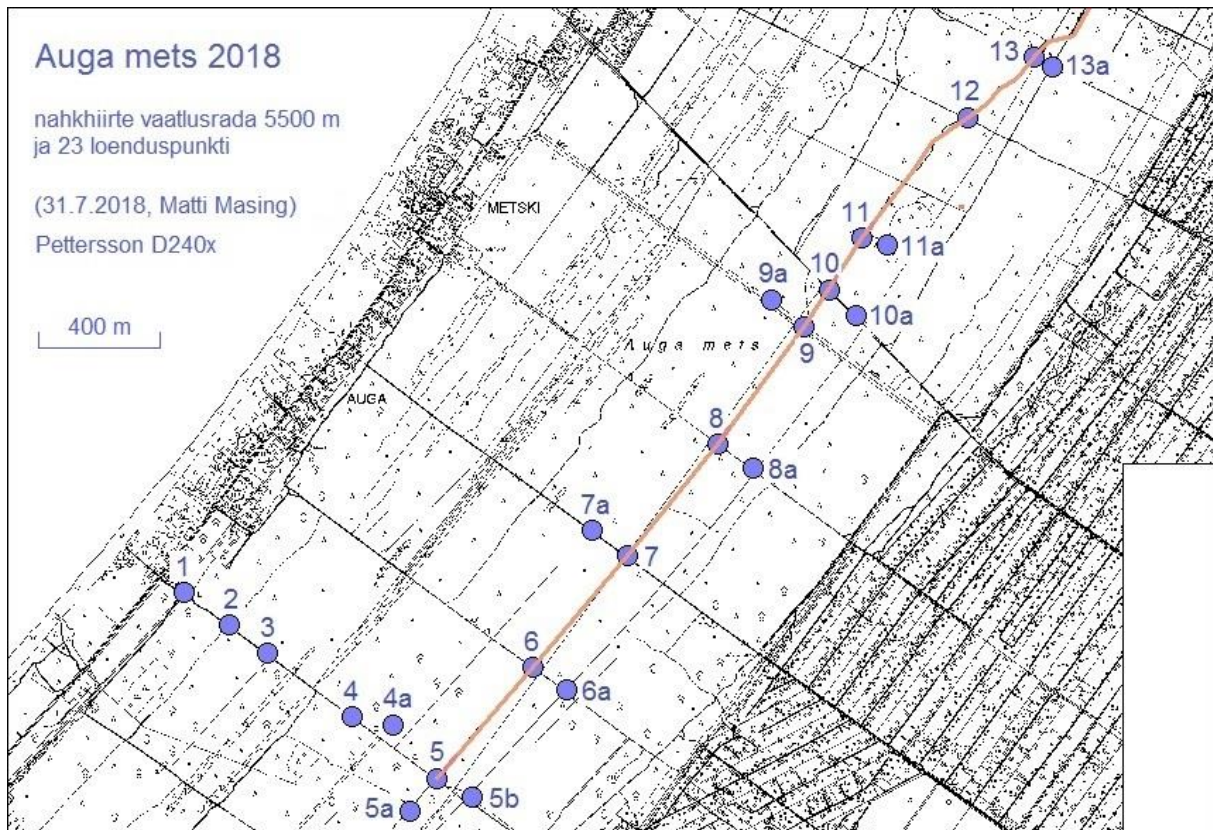 Auga mets 2018
nahkhiirte vaatlusrada 5500 m
ja 23 loenduspunkti
(31.7.2018, Matti Masing)
Pettersson D240x
400 m
METSKI
AUGA
Auga mets
13
13a
12
11
11a
10
10a
9a
9
8
8a
7a
7
6
6a
1
2
3
4
4a
5
5a
5b